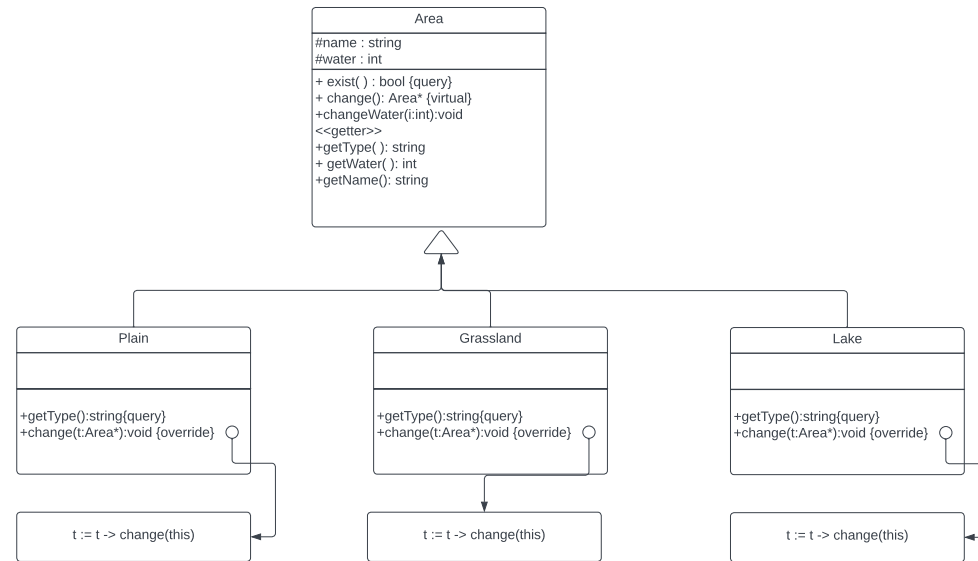 Area
#name : string
#water : int
+ exist( ) : bool {query}
+ change(): Area* {virtual}
+changeWater(i:int):void
<<getter>>
+getType( ): string
+ getWater( ): int
+getName(): string
Plain
+getType():string{query}
+change(t:Area*):void {override}
t := t -> change(this)
Grassland
+getType():string{query}
+change(t:Area*):void {override}
t := t -> change(this)
Lake
+getType():string{query}
+change(t:Area*):void {override}
t := t -> change(this)